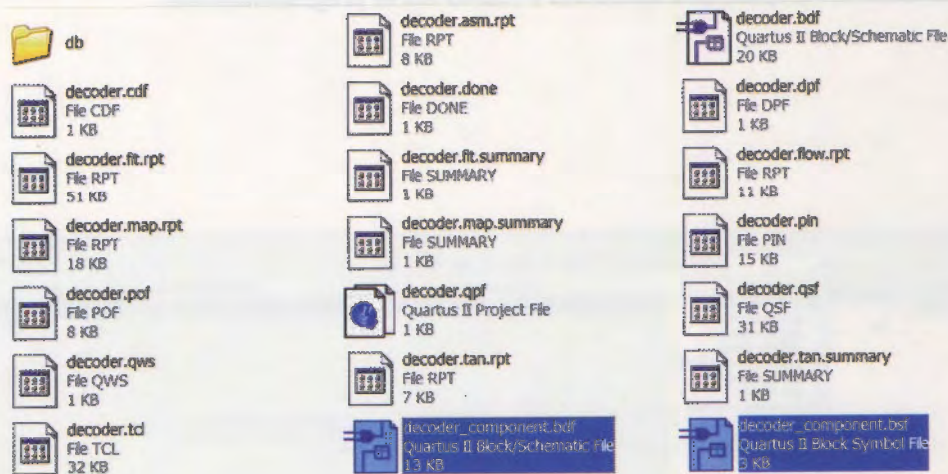 db
decoder.asm.rpt
File RPT
8 KB
decoder.bdf
Quartus II Block/Schematic File
20 KB
decoder.cdf
File CDF
1 KB
decoder.done
File DONE
1 KB
decoder.dpf
File DPF
1 KB
decoder.fit.rpt
File RPT
51 KB
decoder.fit.summary
File SUMMARY
1 KB
decoder.flow.rpt
File RPT
11 KB
decoder.map.rpt
File RPT
18 KB
decoder.map.summary
File SUMMARY
1 KB
decoder.pin
File PIN
15 KB
decoder.pof
File POF
8 KB
decoder.qpf
Quartus II Project File
1 KB
decoder.qsf
File QSF
31 KB
decoder.qws
File QWS
1 KB
decoder.tan.rpt
File RPT
7 KB
decoder.tan.summary
File SUMMARY
1 KB
decoder.tcl
File TCL
32 KB
decoder_component.bdf
Quartus II Block/Schematic File
13 KB
decoder_component.bsf
Quartus II Block Symbol File
3 KB